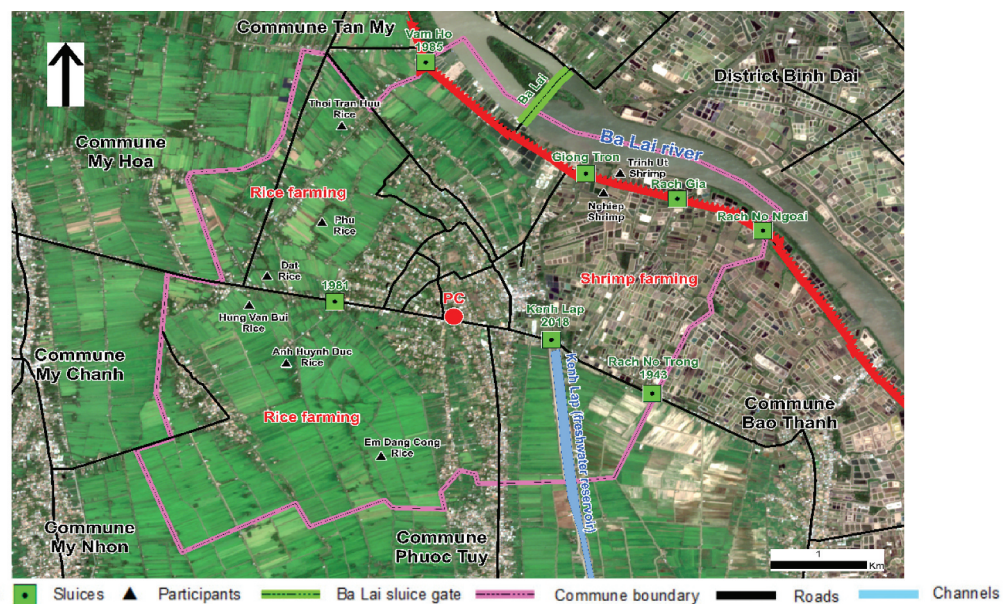 Commune Tan My
Vam Ho
1985
District Binh Dai
Ba Lai
Thoi Tran Huu
Rice
Commune
My Hoa
Ba Lai river
Giong Tron
Trinh Ut
Shrimp
Rach Gia
Nghiep
Shrimp
Rice farming
Phu
Rice
Rach No Ngoai
Dat
Rice
Shrimp farming
1981
PC
Hung Van Bui
Rice
Kenh Lap
2018
Anh Huynh Duc
Rice
Commune
My Chanh
Rach No Trong
1943
Kenh Lap (freshwater reservoir)
Rice farming
Commune
Bao Thanh
Em Dang Cong
Rice
Commune
My Nhon
Commune
Phuoc Tuy
1
Km
Sluices
Participants
Ba Lai sluice gate
Commune boundary
Roads
Channels